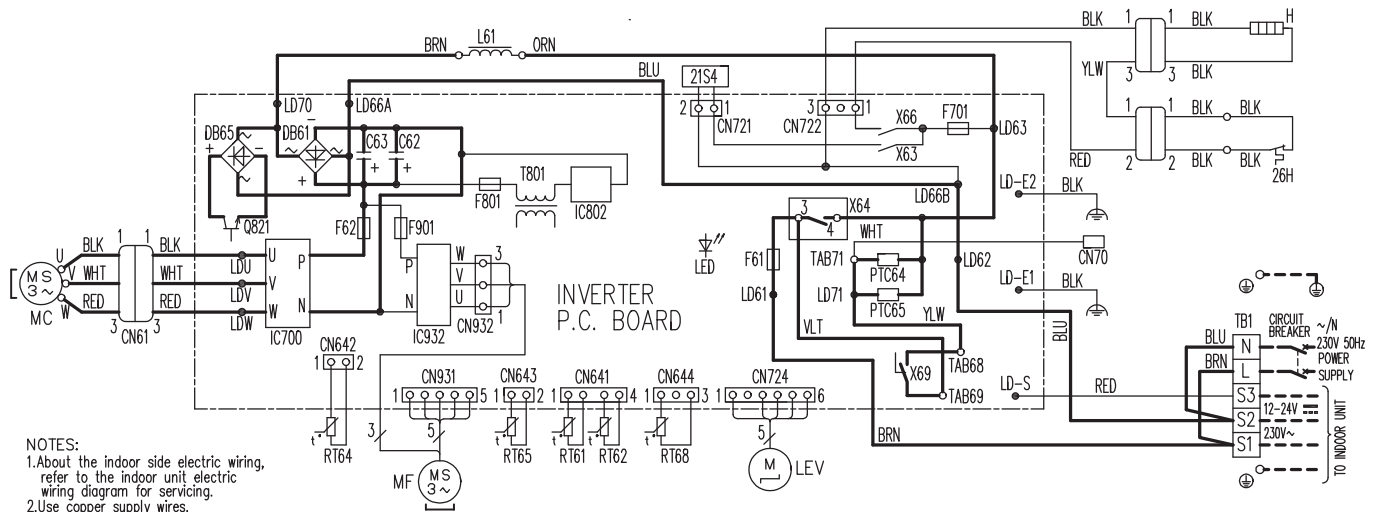 BRN L61 ORN
BLU
21S4
2 1
CN721
3 1
CN722
X66
X63
F701
LD63
BLK 1 1 BLK H
YLW 3 3 BLK
1 1 BLK BLK
RED 2 2 BLK BLK
26H
LD70 LD66A
DB65 ~ DB61 − C63 C62
+ − ~ ~ + +
+
Q821
F801 T801 IC802
F62 F901
LD66B
LD-E2 BLK
3 X64
4
WHT
CN70
LED
F61
TAB71
PTC64
LD62
LD61 LD71
PTC65
LD-E1 BLK
VLT
YLW
BLU
TAB68
X69
TAB69
LD-S RED
U BLK 1 1 BLK LDU U P
MS
3~
V WHT WHT LDV V
MC W RED 3 3 RED LDW W N
CN61
IC700
P W 3
V
N U 1
IC932
CN932
INVERTER
P.C. BOARD
CN642
1 2
CN931
1 5
CN643
1 2
CN641
1 4
CN644
3 1
CN724
1 6
t° RT64
3
5
MF MS
3~
t° RT65
t° RT61
t° RT62
t° RT68
5
M
LEV
BRN
TB1
CIRCUIT
BREAKER
~/N
230V 50Hz
POWER
SUPPLY
BLU N
BRN L
S3
12-24V
S2
230V~
S1
TO INDOOR UNIT
NOTES:
1.About the indoor side electric wiring,
refer to the indoor unit electric
wiring diagram for servicing.
2.Use copper supply wires.